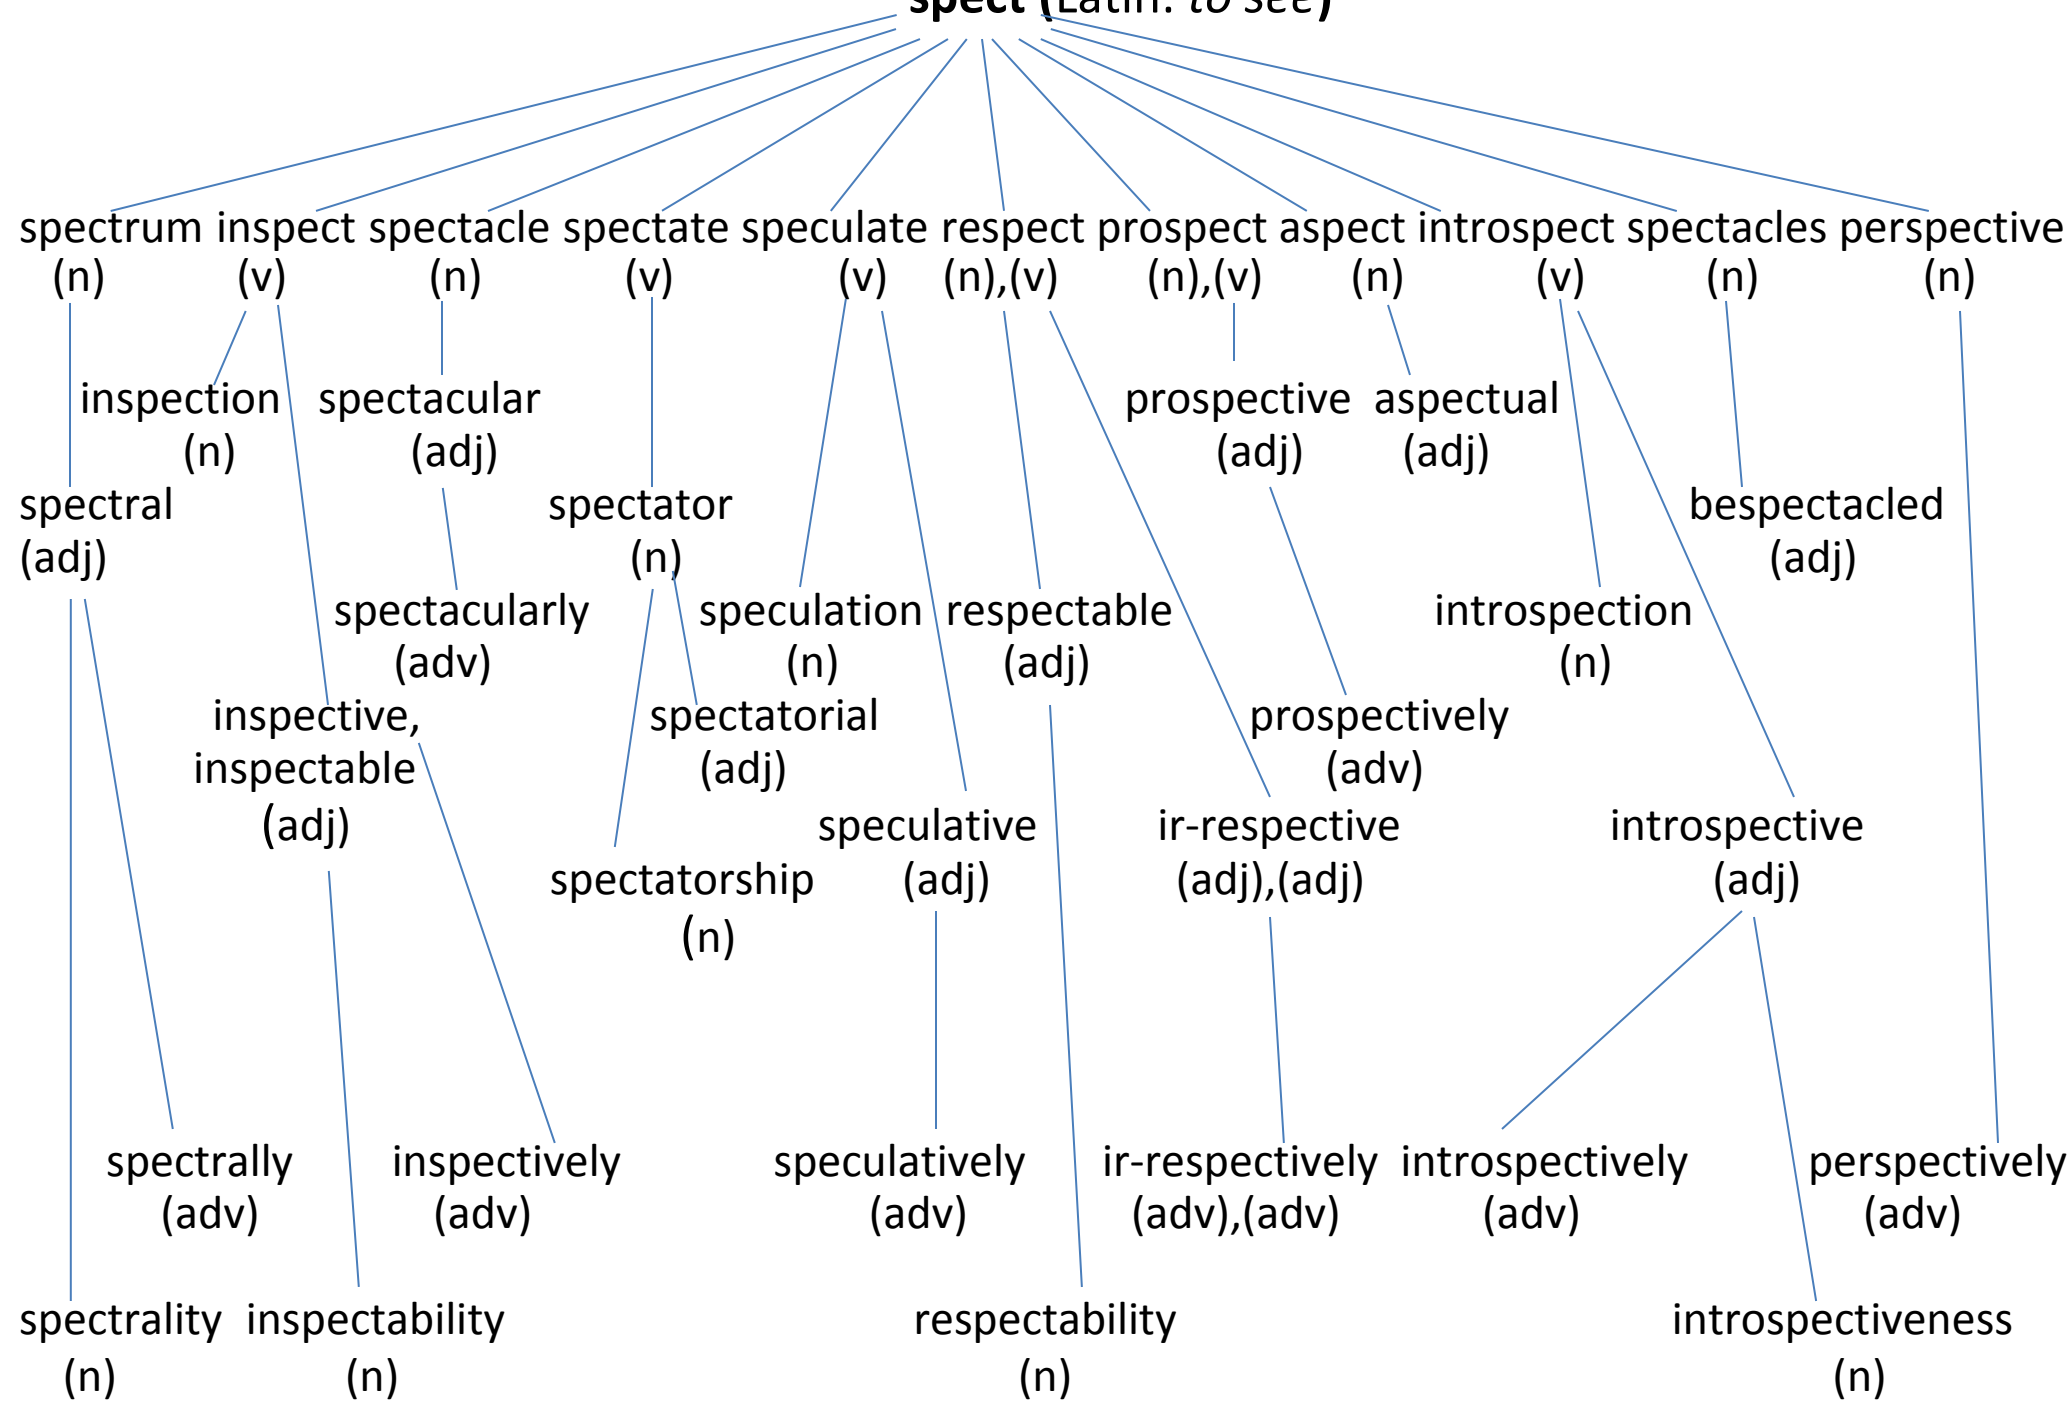 spect (Latin: to see)
spectrum inspect spectacle spectate speculate respect prospect aspect introspect spectacles perspective
(n) (v) (n) (v) (v) (n),(v) (n),(v) (n) (v) (n) (n)
inspection spectacular prospective aspectual
(n) (adj) (adj) (adj)
spectral spectator bespectacled
(adj) (n) (adj)
spectacularly speculation respectable introspection
(adv) (n) (adj) (n)
inspective, spectatorial prospectively
inspectable (adj) (adv)
(adj) speculative ir-respective introspective
spectatorship (adj) (adj),(adj) (adj)
(n)
spectrally inspectively speculatively ir-respectively introspectively perspectively
(adv) (adv) (adv) (adv),(adv) (adv) (adv)
spectrality inspectability respectability introspectiveness
(n) (n) (n) (n)